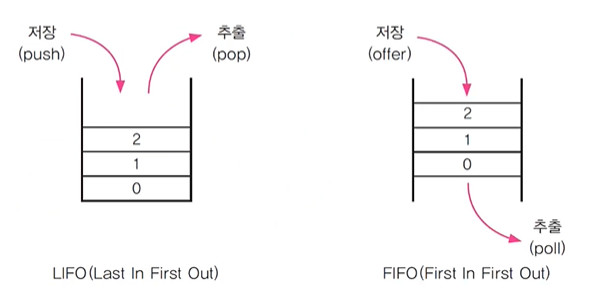 저장
(push)
추출
(pop)
2
1
0
LIFO(Last In First Out)
저장
(offer)
2
1
0
추출
(poll)
FIFO(First In First Out)